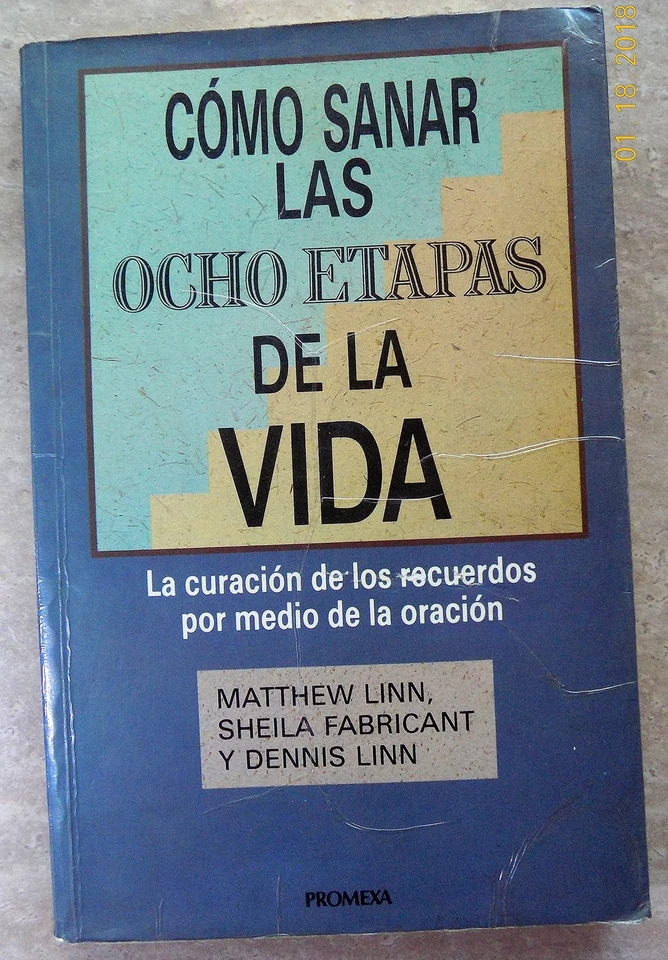 CÓMO SANAR
LAS
OCHO ETAPAS
DE LA
VIDA
La curación de los recuerdos
por medio de la oración
MATTHEW LINN,
SHEILA FABRICANT
Y DENNIS LINN
PROMEXA
01 18 2018